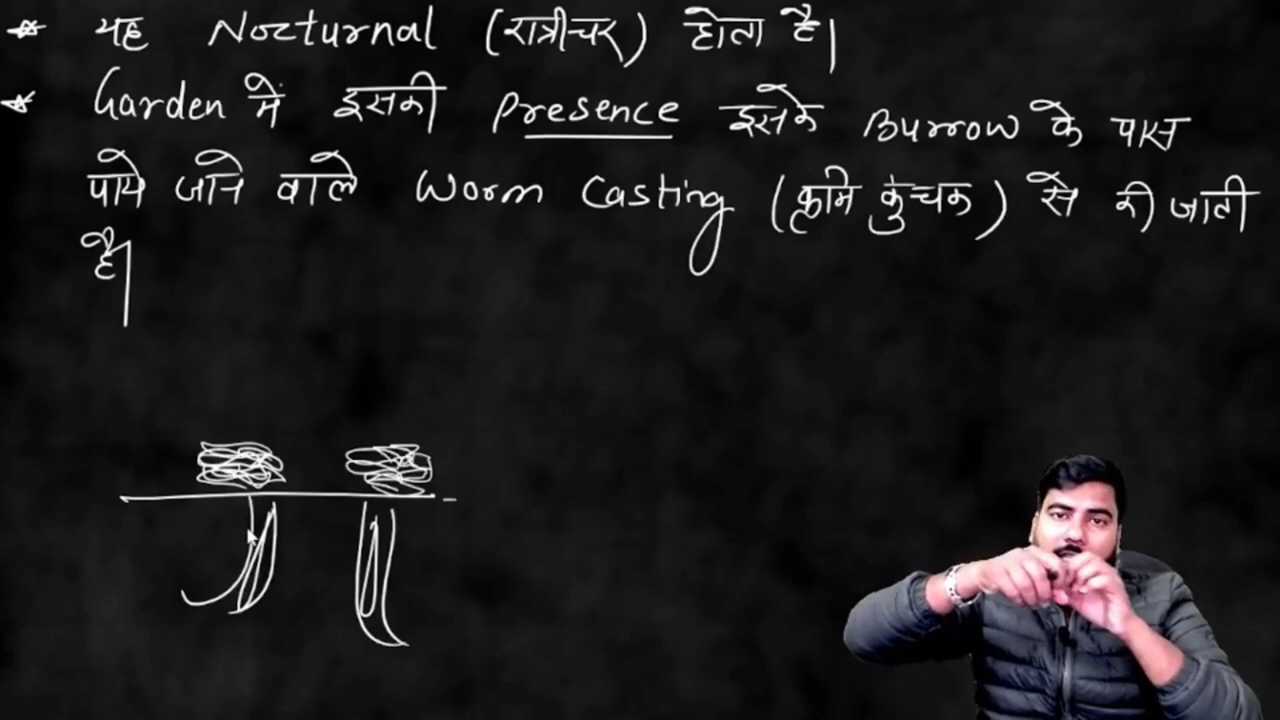 * यह Nocturnal (रात्रीचर) होता है।
* Garden में इसकी Presence इसके Burrow के पास
पाये जाने वाले Worm Casting (कृमि कुंचक) से की जाती
है।